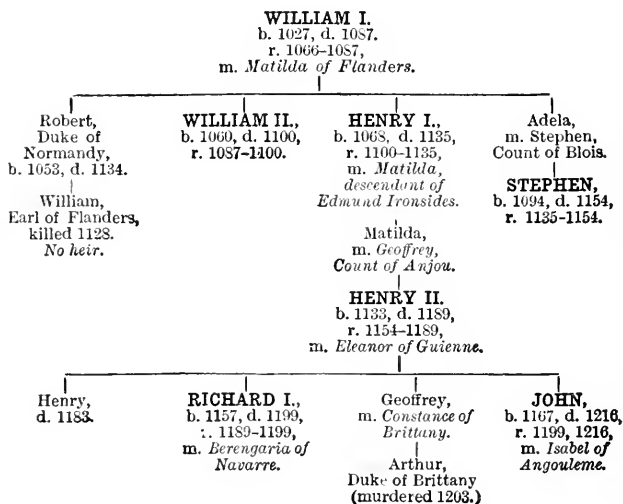 WILLIAM I.
b. 1027, d. 1087.
r. 1066–1087,
m. Matilda of Flanders.
Robert,
Duke of
Normandy,
b. 1053, d. 1134.
William,
Earl of Flanders,
killed 1128.
No heir.
WILLIAM II.,
b. 1060, d. 1100,
r. 1087–1100.
HENRY I.,
b. 1068, d. 1135,
r. 1100–1135,
m. Matilda,
descendant of
Edmund Ironsides.
Adela,
m. Stephen,
Count of Blois.
STEPHEN,
b. 1094, d. 1154,
r. 1135–1154.
Matilda,
m. Geoffrey,
Count of Anjou.
HENRY II.
b. 1133, d. 1189,
r. 1154–1189,
m. Eleanor of Guienne.
Henry,
d. 1183.
RICHARD I.,
b. 1157, d. 1199,
r. 1189–1199,
m. Berengaria of
Navarre.
Geoffrey,
m. Constance of
Brittany.
Arthur,
Duke of Brittany
(murdered 1203.)
JOHN,
b. 1167, d. 1216,
r. 1199, 1216,
m. Isabel of
Angouleme.